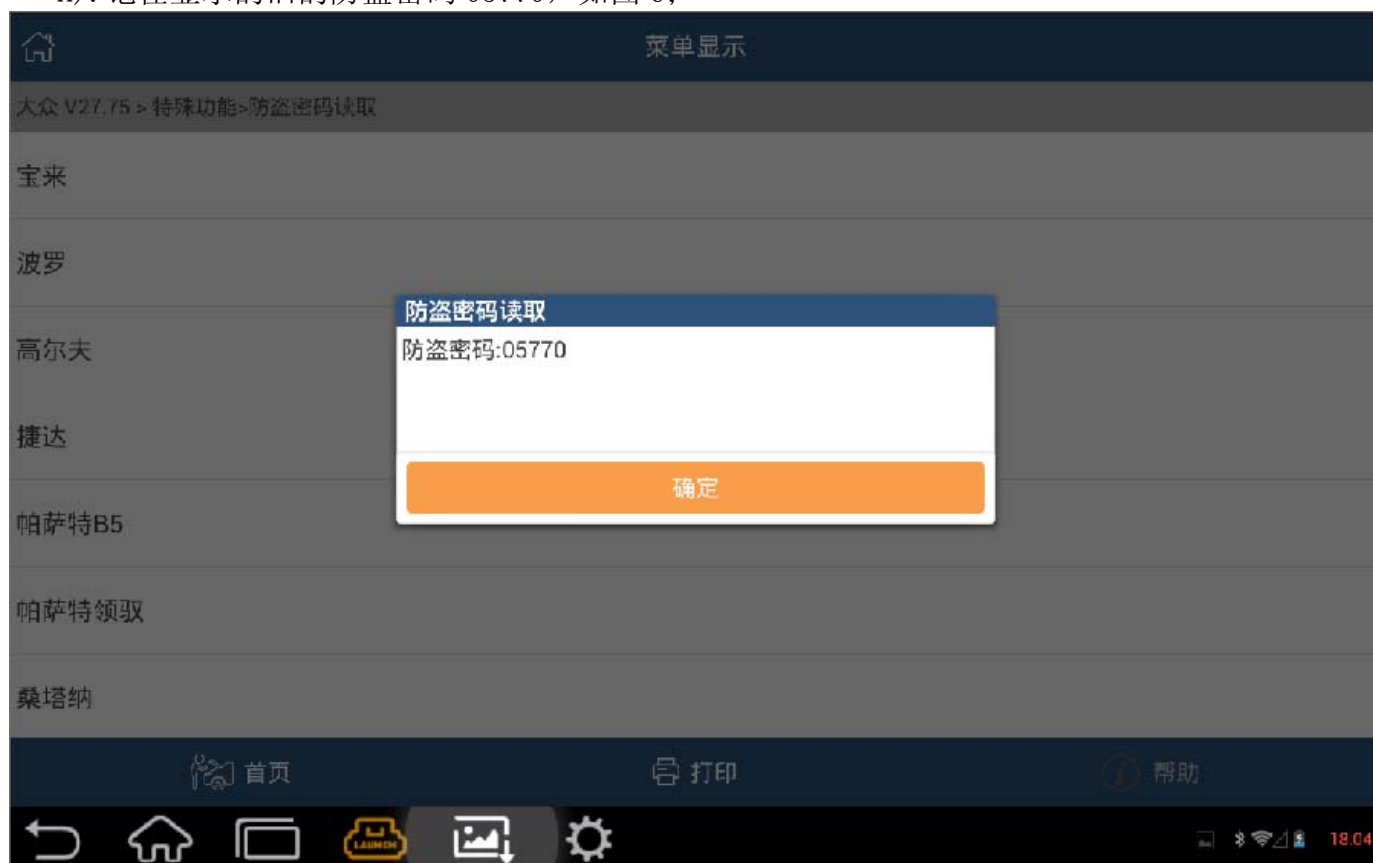 菜单显示
大众 V27.75 > 特殊功能>防盗密码读取
宝来
波罗
高尔夫
捷达
帕萨特B5
帕萨特领驭
桑塔纳
防盗密码读取
防盗密码:05770
确定
首页
打印
帮助
LAUNCH
18:04